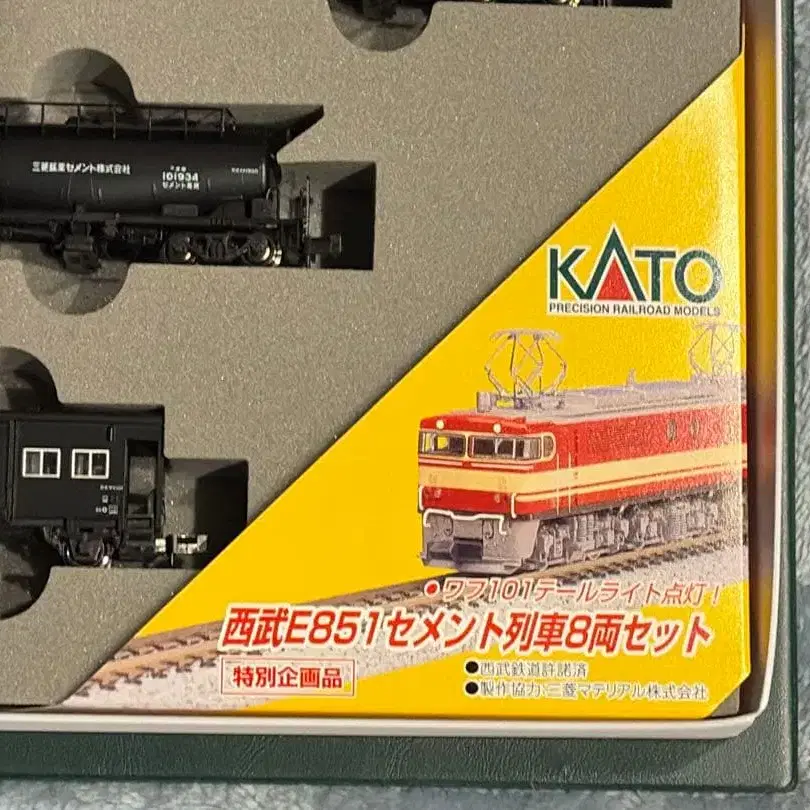 三菱鉱業セメント株式会社
101934
セメント専用
KATO
PRECISION RAILROAD MODELS
●ワフ101テールライト点灯！
西武E851セメント列車8両セット
特別企画品
●西武鉄道許諾済
●製作協力:三菱マテリアル株式会社